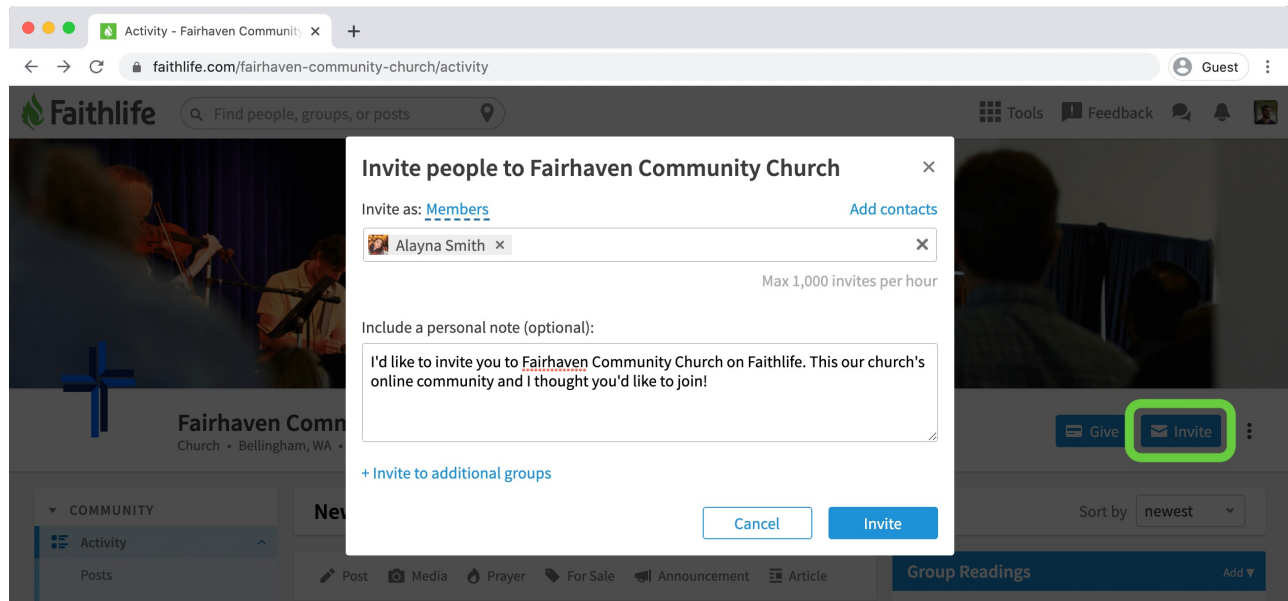 Activity - Fairhaven Community
faithlife.com/fairhaven-community-church/activity
Guest
Faithlife
Find people, groups, or posts
Tools
Feedback
Invite people to Fairhaven Community Church
Invite as: Members
Add contacts
Alayna Smith
Max 1,000 invites per hour
Include a personal note (optional):
I'd like to invite you to Fairhaven Community Church on Faithlife. This our church's
online community and I thought you'd like to join!
Fairhaven Comm
Church • Bellingham, WA •
Give
Invite
+ Invite to additional groups
Cancel
Invite
COMMUNITY
Activity
Posts
Sort by newest
Post Media Prayer For Sale Announcement Article
Group Readings
Add